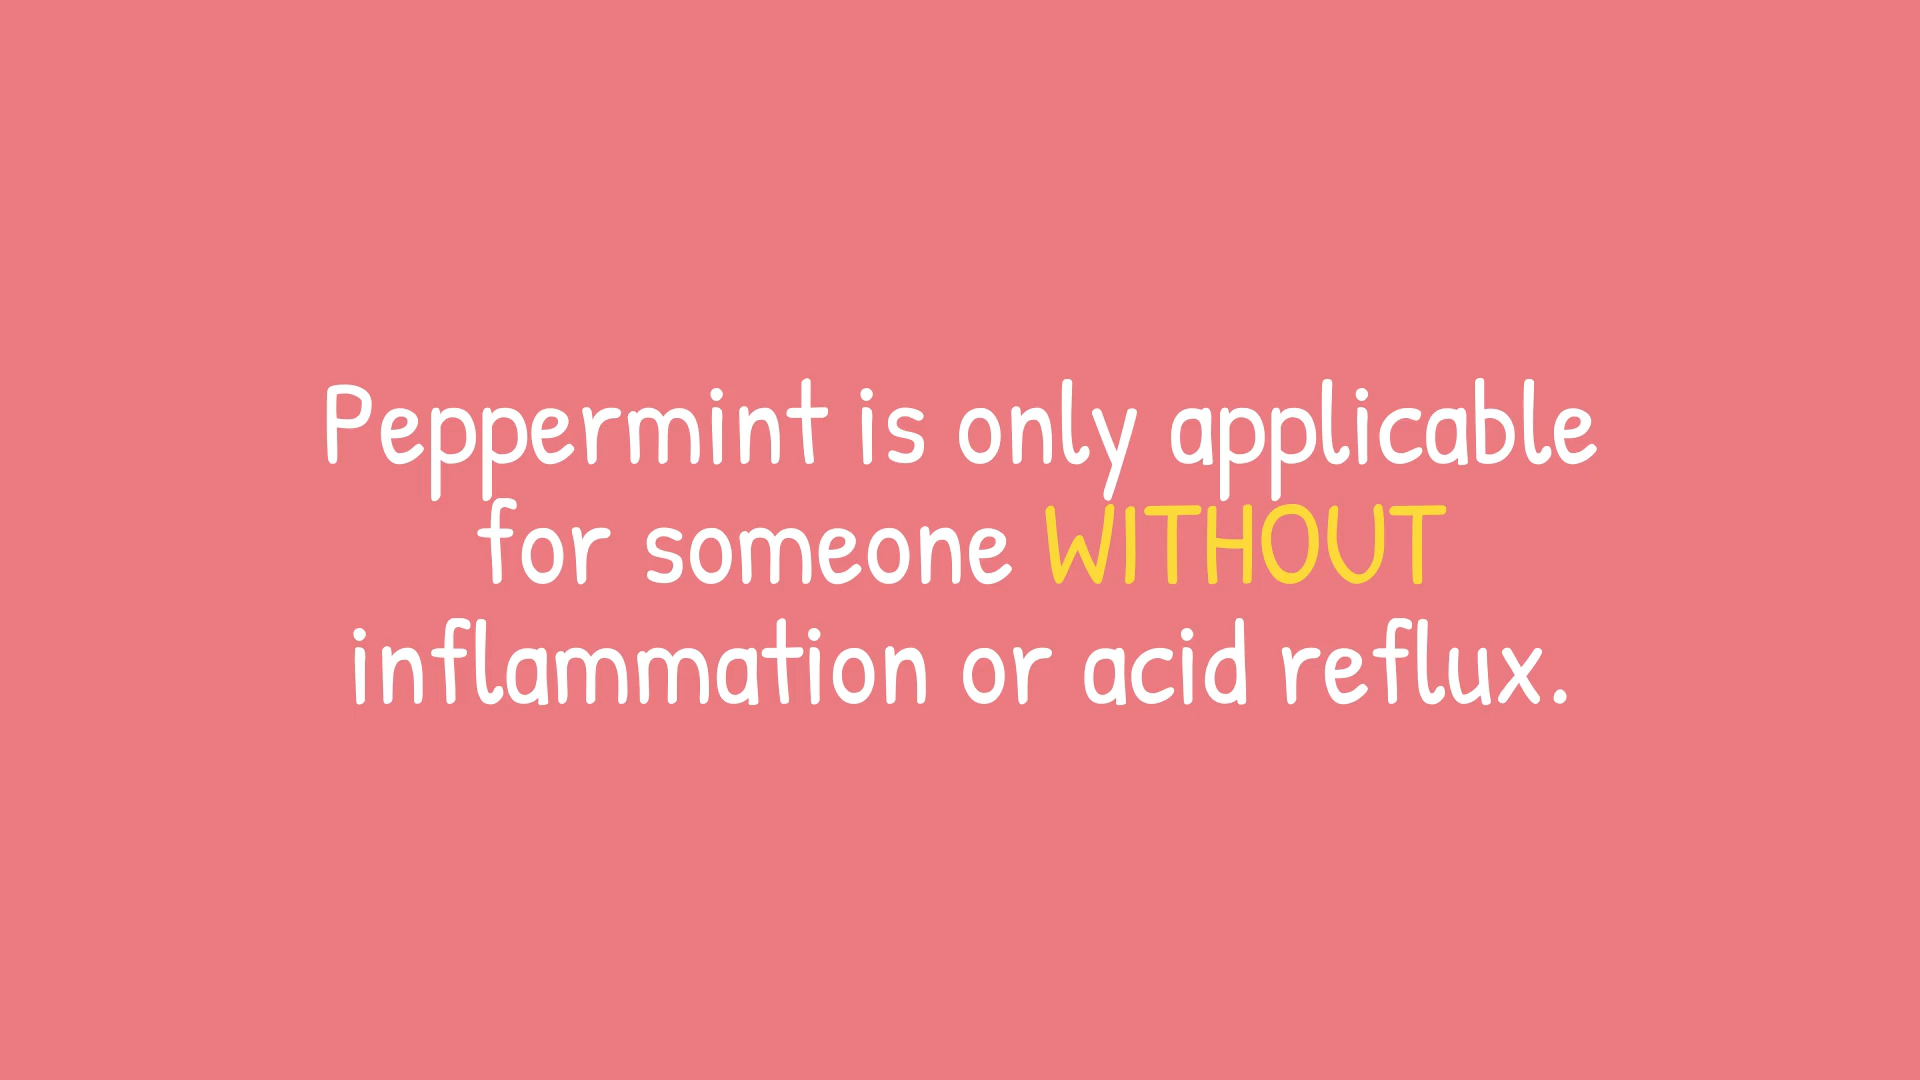 Peppermint is only applicable
for someone WITHOUT
inflammation or acid reflux.